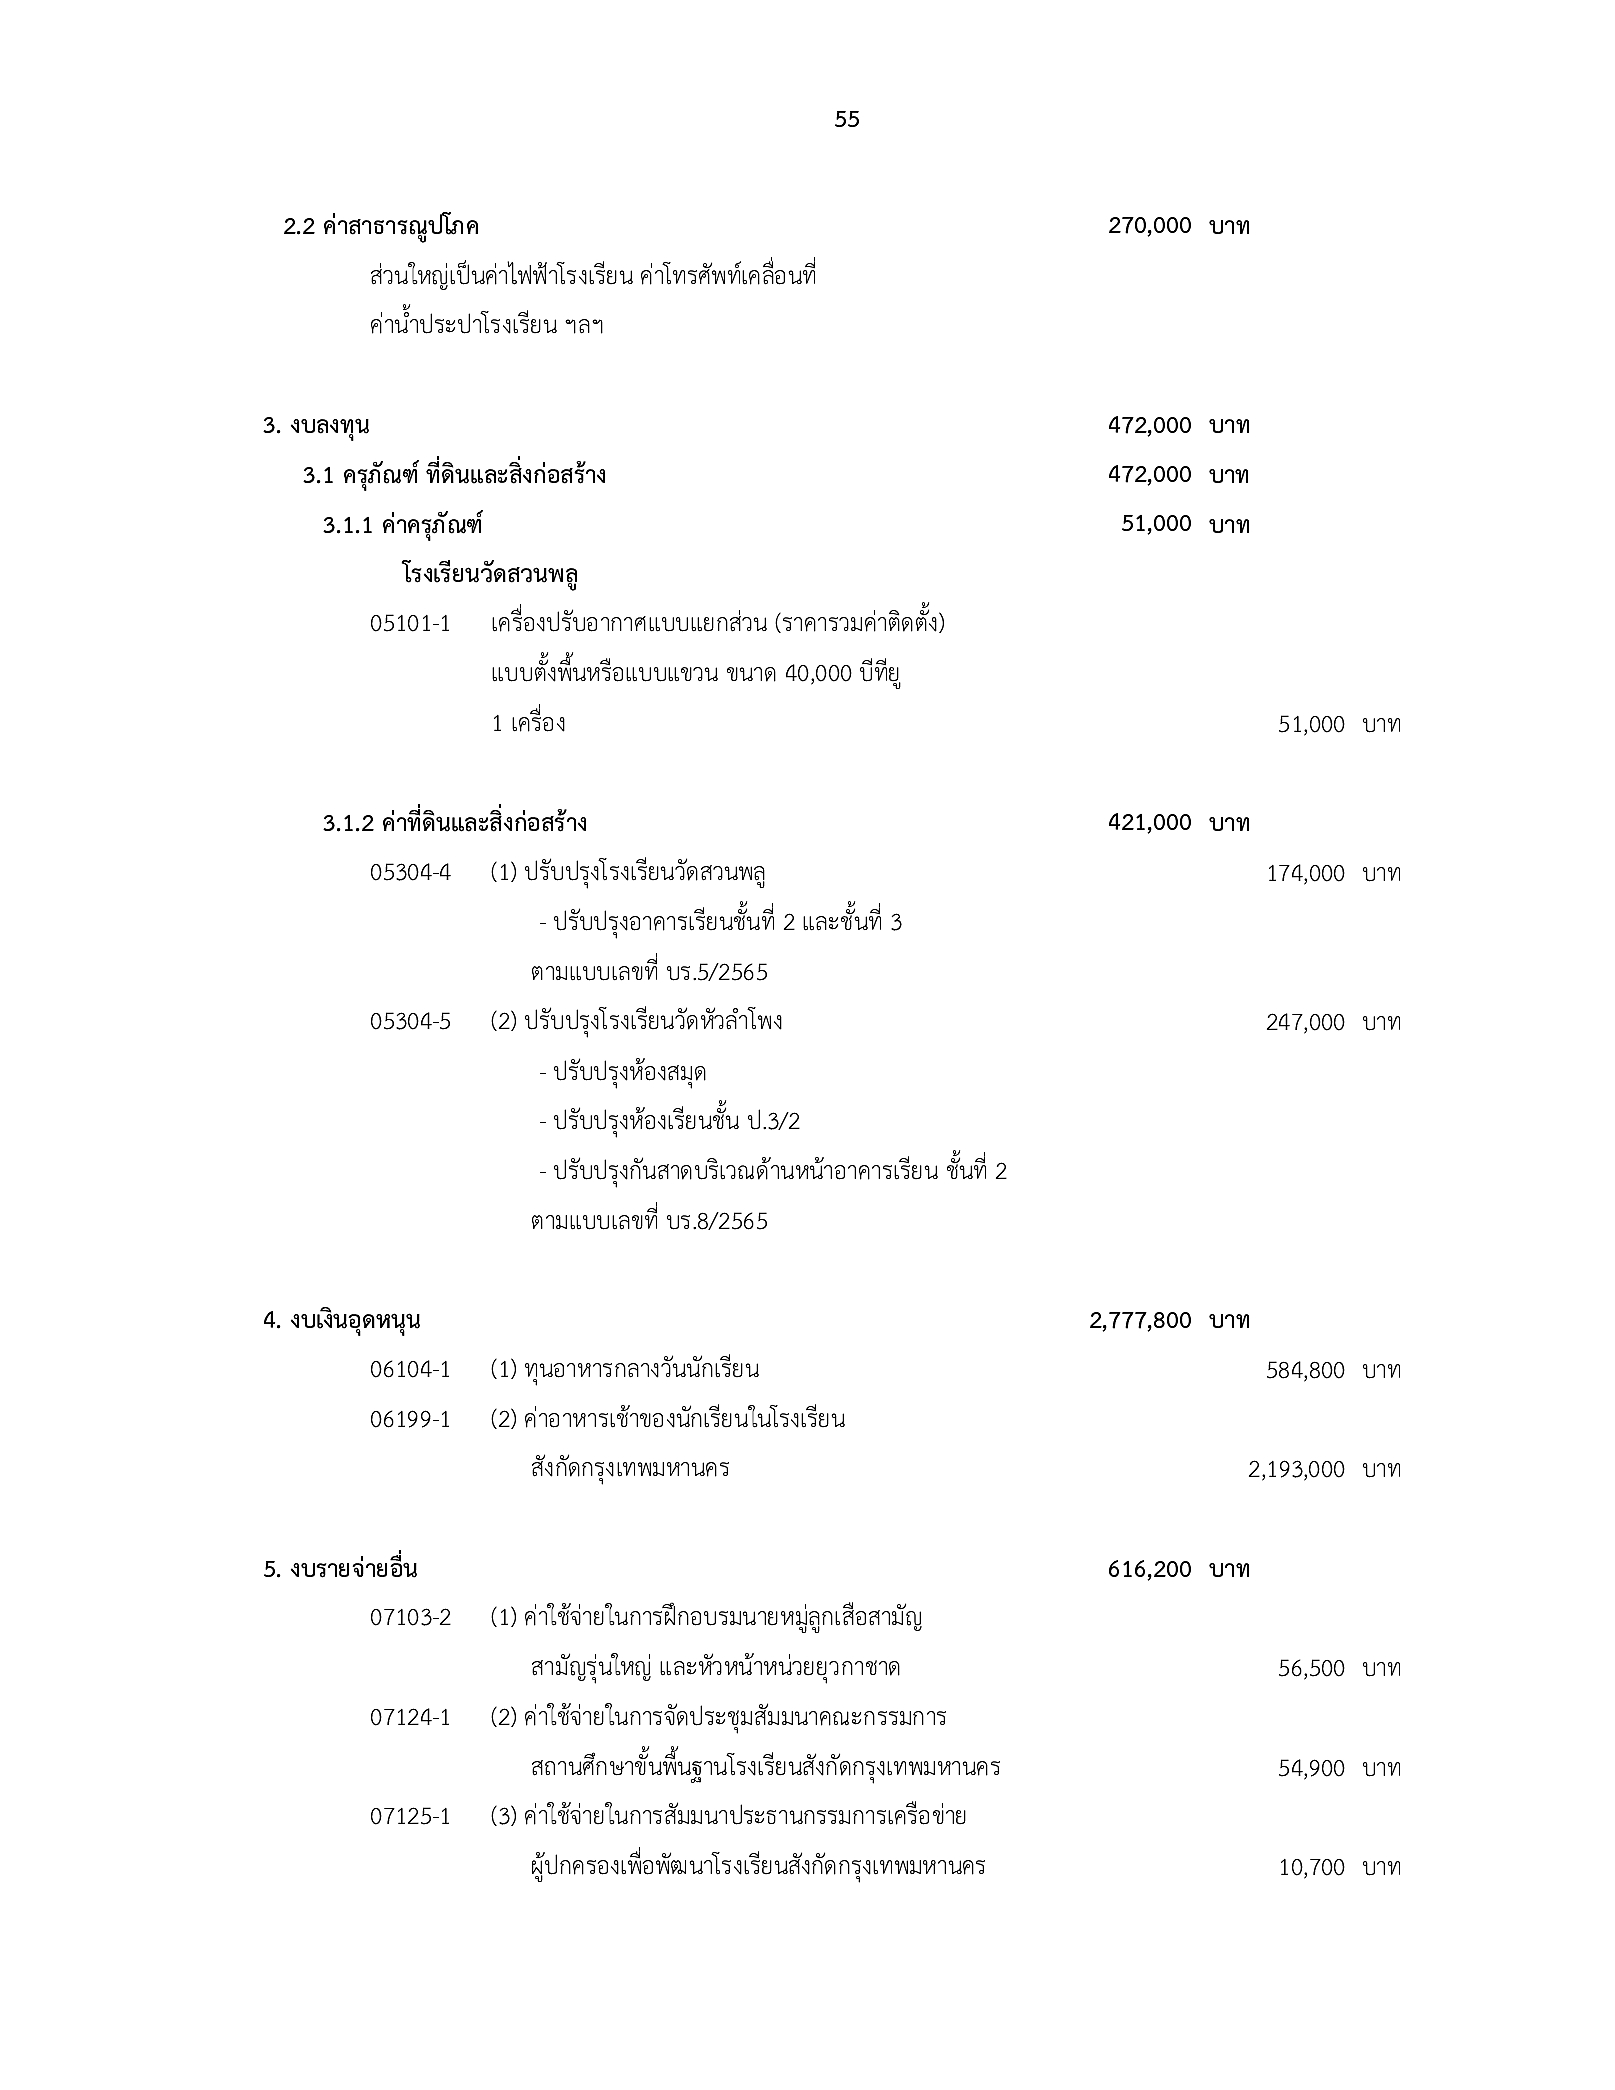 55
2.2 ค่าสาธารณูปโภค 270,000 บาท
ส่วนใหญ่เป็นค่าไฟฟ้าโรงเรียน ค่าโทรศัพท์เคลื่อนที่
ค่าน้ำประปาโรงเรียน ฯลฯ
3. งบลงทุน 472,000 บาท
3.1 ครุภัณฑ์ ที่ดินและสิ่งก่อสร้าง 472,000 บาท
3.1.1 ค่าครุภัณฑ์ 51,000 บาท
โรงเรียนวัดสวนพลู
05101-1 เครื่องปรับอากาศแบบแยกส่วน (ราคารวมค่าติดตั้ง)
แบบตั้งพื้นหรือแบบแขวน ขนาด 40,000 บีทียู
1 เครื่อง 51,000 บาท
3.1.2 ค่าที่ดินและสิ่งก่อสร้าง 421,000 บาท
05304-4 (1) ปรับปรุงโรงเรียนวัดสวนพลู 174,000 บาท
- ปรับปรุงอาคารเรียนชั้นที่ 2 และชั้นที่ 3
ตามแบบเลขที่ บร.5/2565
05304-5 (2) ปรับปรุงโรงเรียนวัดหัวลำโพง 247,000 บาท
- ปรับปรุงห้องสมุด
- ปรับปรุงห้องเรียนชั้น ป.3/2
- ปรับปรุงกันสาดบริเวณด้านหน้าอาคารเรียน ชั้นที่ 2
ตามแบบเลขที่ บร.8/2565
4. งบเงินอุดหนุน 2,777,800 บาท
06104-1 (1) ทุนอาหารกลางวันนักเรียน 584,800 บาท
06199-1 (2) ค่าอาหารเช้าของนักเรียนในโรงเรียน
สังกัดกรุงเทพมหานคร 2,193,000 บาท
5. งบรายจ่ายอื่น 616,200 บาท
07103-2 (1) ค่าใช้จ่ายในการฝึกอบรมนายหมู่ลูกเสือสามัญ
สามัญรุ่นใหญ่ และหัวหน้าหน่วยยุวกาชาด 56,500 บาท
07124-1 (2) ค่าใช้จ่ายในการจัดประชุมสัมมนาคณะกรรมการ
สถานศึกษาขั้นพื้นฐานโรงเรียนสังกัดกรุงเทพมหานคร 54,900 บาท
07125-1 (3) ค่าใช้จ่ายในการสัมมนาประธานกรรมการเครือข่าย
ผู้ปกครองเพื่อพัฒนาโรงเรียนสังกัดกรุงเทพมหานคร 10,700 บาท